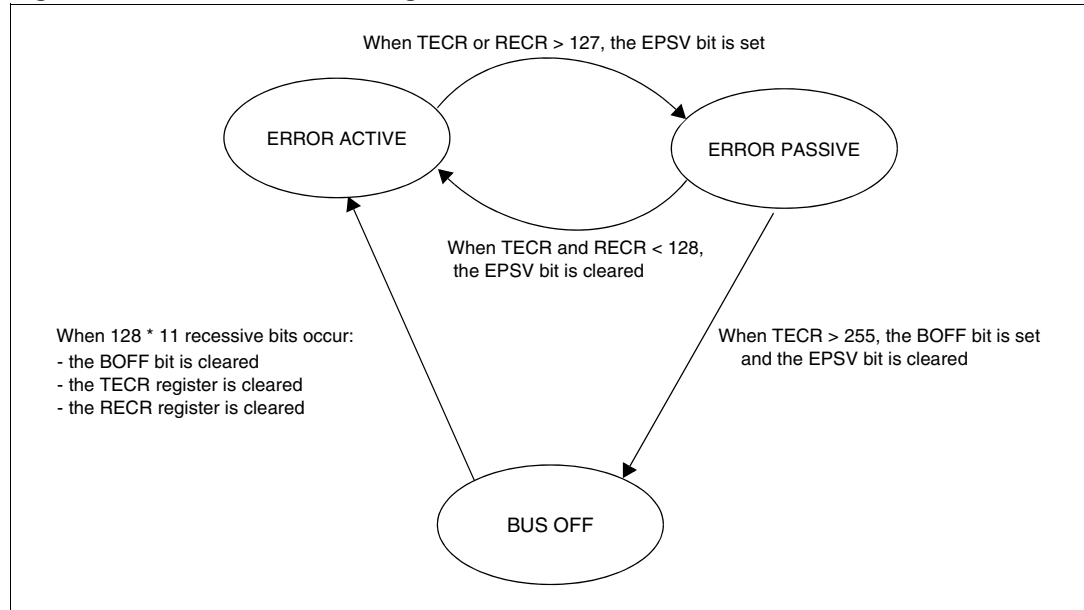 When TECR or RECR > 127, the EPSV bit is set
ERROR ACTIVE
ERROR PASSIVE
When TECR and RECR < 128,
the EPSV bit is cleared
When 128 * 11 recessive bits occur:
- the BOFF bit is cleared
- the TECR register is cleared
- the RECR register is cleared
When TECR > 255, the BOFF bit is set
and the EPSV bit is cleared
BUS OFF